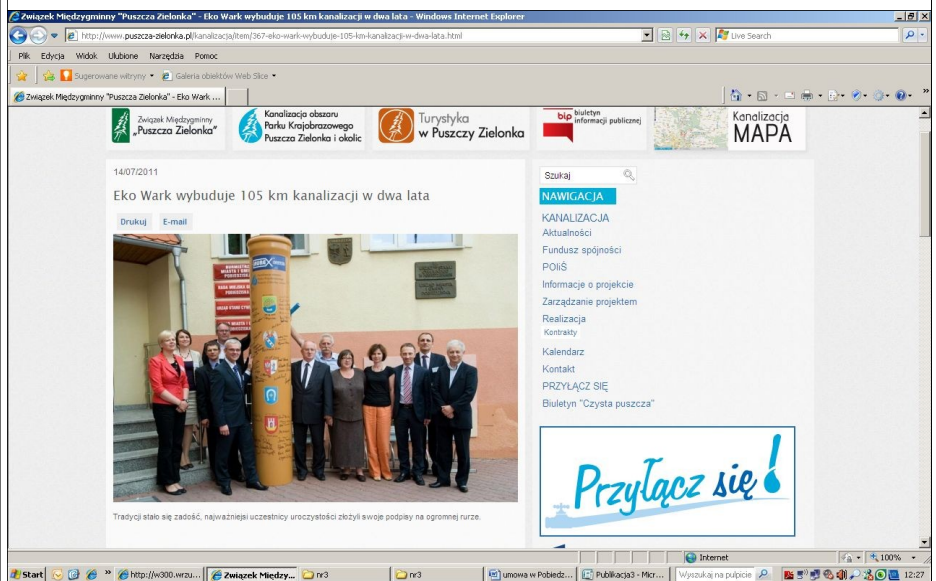 Związek Międzygminny "Puszcza Zielonka" - Eko Wark wybuduje 105 km kanalizacji w dwa lata - Windows Internet Explorer
http://www.puszcza-zielonka.pl/kanalizacja/item/367-eko-wark-wybuduje-105-km-kanalizacji-w-dwa-lata.html
Live Search
Plik Edycja Widok Ulubione Narzędzia Pomoc
Sugerowane witryny Galeria obiektów Web Slice
Związek Międzygminny "Puszcza Zielonka" - Eko Wark ...
Związek Międzygminny
„Puszcza Zielonka”
Kanalizacja obszaru
Parku Krajobrazowego
Puszcza Zielonka i okolic
Turystyka
w Puszczy Zielonka
bip biuletyn
informacji publicznej
Kanalizacja
MAPA
14/07/2011
Eko Wark wybuduje 105 km kanalizacji w dwa lata
Drukuj E-mail
Tradycji stało się zadość, najważniejsi uczestnicy uroczystości złożyli swoje podpisy na ogromnej rurze.
Szukaj
NAWIGACJA
KANALIZACJA
Aktualności
Fundusz spójności
POIiŚ
Informacje o projekcie
Zarządzanie projektem
Realizacja
Kontrakty
Kalendarz
Kontakt
PRZYŁĄCZ SIĘ
Biuletyn "Czysta puszcza"
Przyłącz się!
Internet
100%
Start
http://w300.wrzu...
Związek Między...
nr3
nr3
umowa w Pobiedz...
Publikacja3 - Micr...
Wyszukaj na pulpicie
12:27